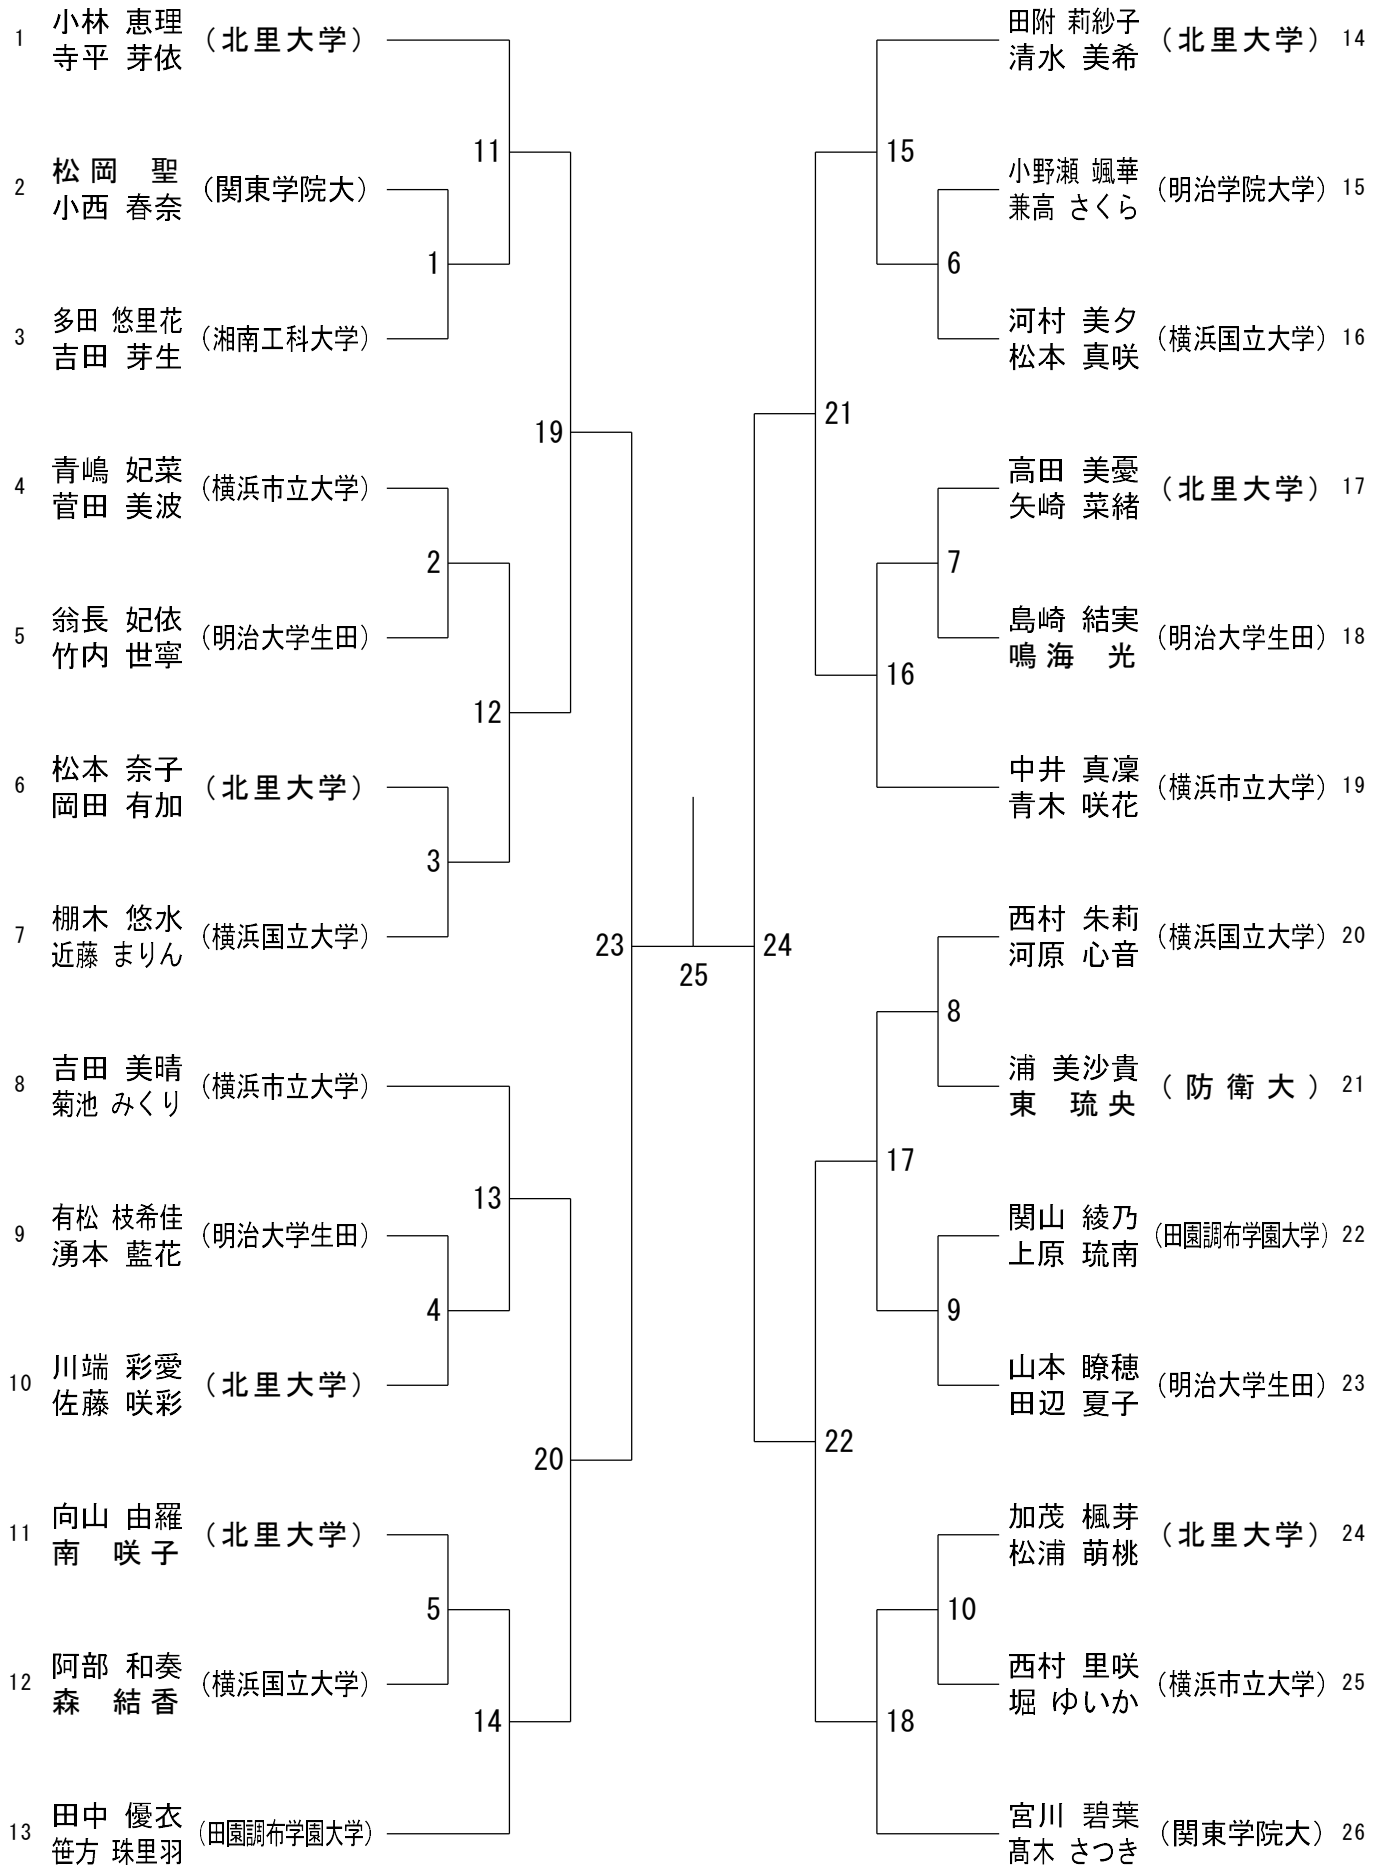 1 小林 恵理 (北里大学)
寺平 芽依
2 松岡 聖 (関東学院大)
小西 春奈
3 多田 悠里花 (湘南工科大学)
吉田 芽生
4 青嶋 妃菜 (横浜市立大学)
菅田 美波
5 翁長 妃依 (明治大学生田)
竹内 世寧
6 松本 奈子 (北里大学)
岡田 有加
7 棚木 悠水 (横浜国立大学)
近藤 まりん
8 吉田 美晴 (横浜市立大学)
菊池 みくり
9 有松 枝希佳 (明治大学生田)
湧本 藍花
10 川端 彩愛 (北里大学)
佐藤 咲彩
11 向山 由羅 (北里大学)
南 咲子
12 阿部 和奏 (横浜国立大学)
森 結香
13 田中 優衣 (田園調布学園大学)
笹方 珠里羽
1
2
3
4
5
11
12
13
14
19
20
23
25
24
21
22
15
16
17
18
6
7
8
9
10
田附 莉紗子 (北里大学) 14
清水 美希
小野瀬 颯華 (明治学院大学) 15
兼高 さくら
河村 美夕 (横浜国立大学) 16
松本 真咲
高田 美憂 (北里大学) 17
矢崎 菜緒
島崎 結実 (明治大学生田) 18
鳴海 光
中井 真凜 (横浜市立大学) 19
青木 咲花
西村 朱莉 (横浜国立大学) 20
河原 心音
浦 美沙貴 (防衛大) 21
東 琉央
関山 綾乃 (田園調布学園大学) 22
上原 琉南
山本 瞭穂 (明治大学生田) 23
田辺 夏子
加茂 楓芽 (北里大学) 24
松浦 萌桃
西村 里咲 (横浜市立大学) 25
堀 ゆいか
宮川 碧葉 (関東学院大) 26
髙木 さつき